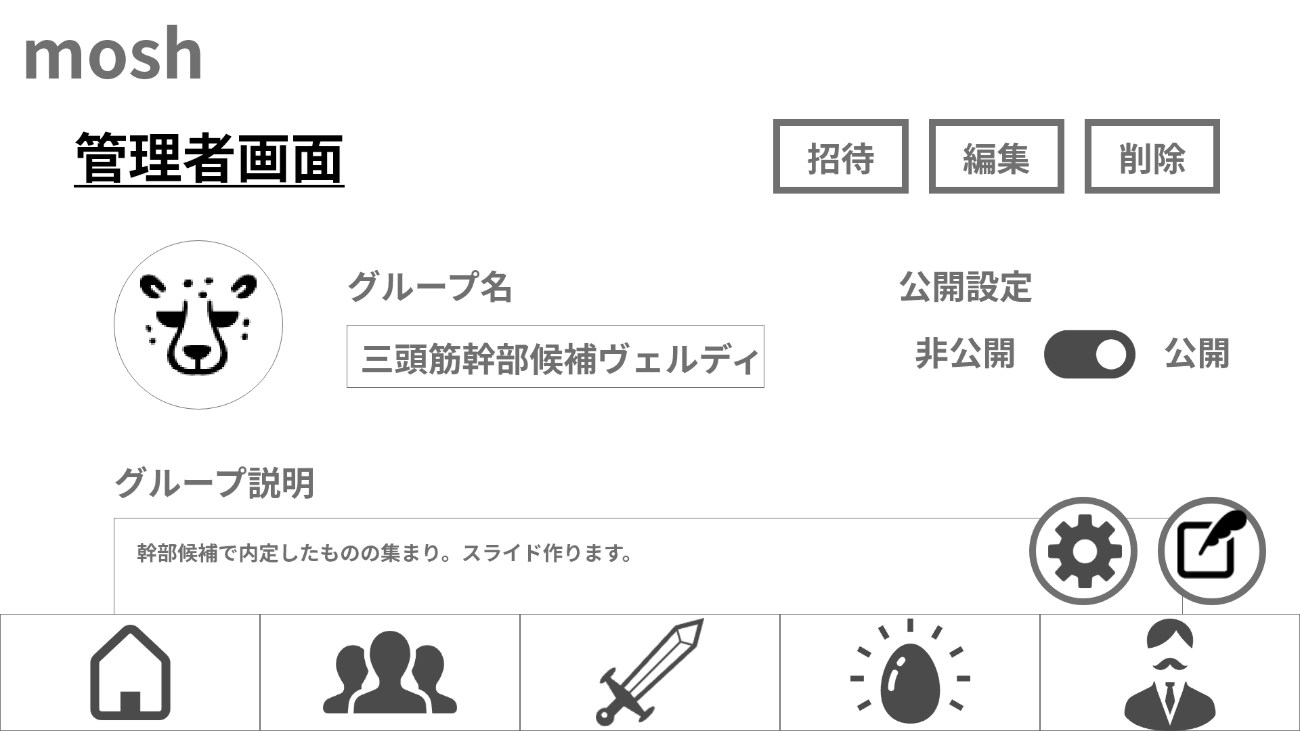 mosh
管理者画面
招待
編集
削除
グループ名
公開設定
三頭筋幹部候補ヴェルディ
非公開
公開
グループ説明
幹部候補で内定したものの集まり。スライド作ります。